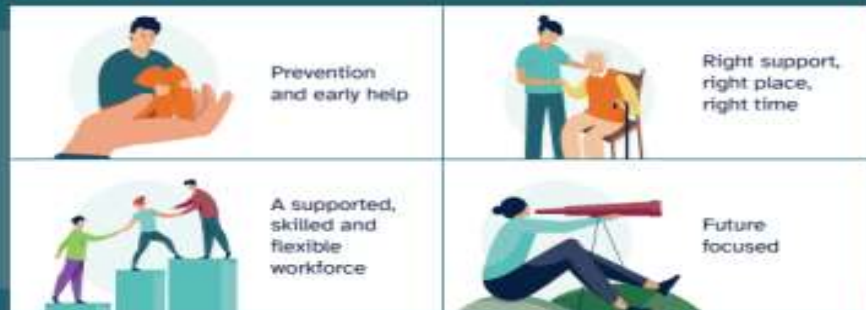 Prevention
and early help
Right support,
right place,
right time
A supported,
skilled and
flexible
workforce
Future
focused